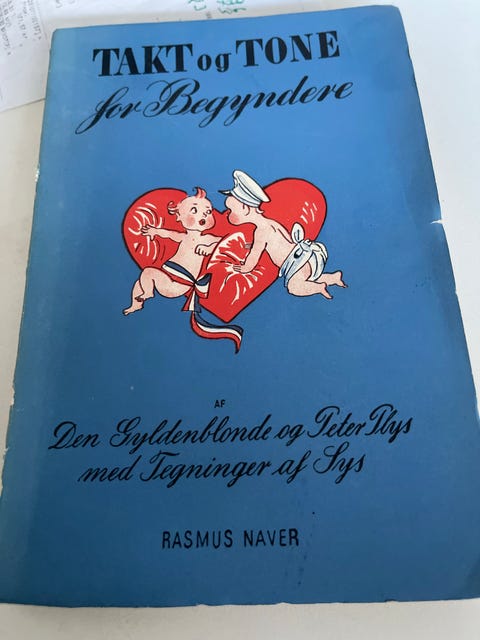 TAKT og TONE
for Begyndere
AF
Den Gyldenblonde og Peter Plys
med Tegninger af Sys
RASMUS NAVER